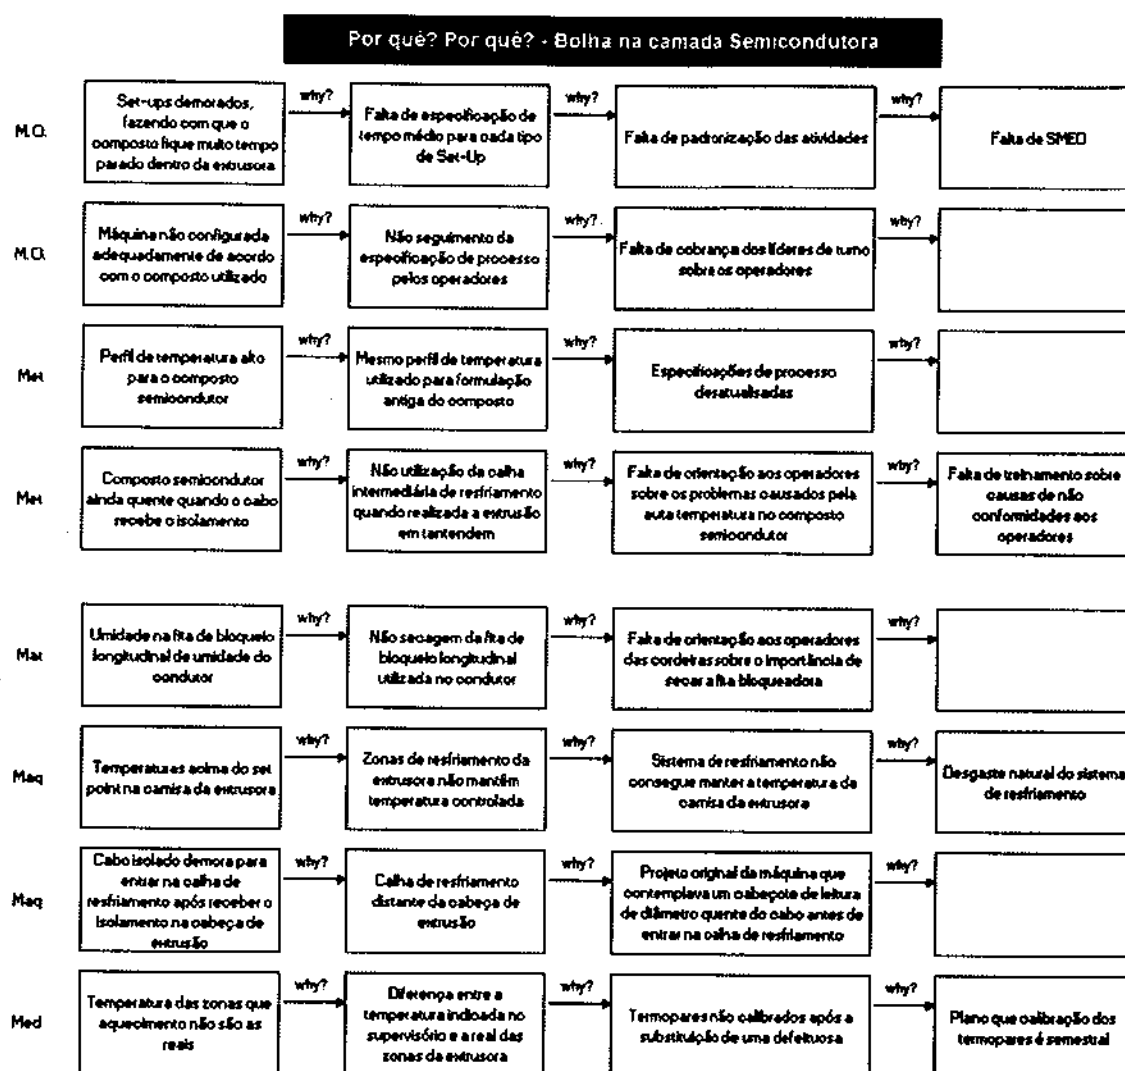 Por quê? Por quê? - Bolha na camada Semicondutora
M.O.
Set-ups demorados,
fazendo com que o
composto fique muito tempo
parado dentro da extrusora
why?
Falta de especificação de
tempo médio para cada tipo
de Set-Up
why?
Falta de padronização das atividades
why?
Falta de SMED
M.O.
Máquina não configurada
adequadamente de acordo
com o composto utilizado
why?
Não seguimento da
especificação de processo
pelos operadores
why?
Falta de cobrança dos líderes de turno
sobre os operadores
why?
Met
Perfil de temperatura alto
para o composto
semicondutor
why?
Mesmo perfil de temperatura
utilizado para formulação
antiga do composto
why?
Especificações de processo
desatualisadas
why?
Met
Composto semicondutor
ainda quente quando o cabo
recebe o isolamento
why?
Não utilização da calha
intermediária de resfriamento
quando realizada a extrusão
em tantendem
why?
Falta de orientação aos operadores
sobre os problemas causados pela
auta temperatura no composto
semicondutor
why?
Falta de treinamento sobre
causas de não
conformidades aos
operadores
Mat
Umidade na fita de bloqueio
longitudinal de umidade do
condutor
why?
Não secagem da fita de
bloqueio longitudinal
utilizada no condutor
why?
Falta de orientação aos operadores
das cordeiras sobre o importância de
secar a fita bloqueadora
why?
Maq
Temperaturas acima do set
point na camisa da extrusora
why?
Zonas de resfriamento da
extrusora não mantêm
temperatura controlada
why?
Sistema de resfriamento não
consegue manter a temperatura da
camisa da extrusora
why?
Desgaste natural do sistema
de resfriamento
Maq
Cabo isolado demora para
entrar na calha de
resfriamento após receber o
Isolamento na cabeça de
extrusão
why?
Calha de resfriamento
distante da cabeça de
extrusão
why?
Projeto original da máquina que
contemplava um cabeçote de leitura
de diâmetro quente do cabo antes de
entrar na calha de resfriamento
why?
Med
Temperatura das zonas que
aquecimento não são as
reais
why?
Diferença entre a
temperatura indicada no
supervisório e a real das
zonas da extrusora
why?
Termopares não calibrados após a
substituição de uma defeituosa
why?
Plano que calibração dos
termopares é semestral